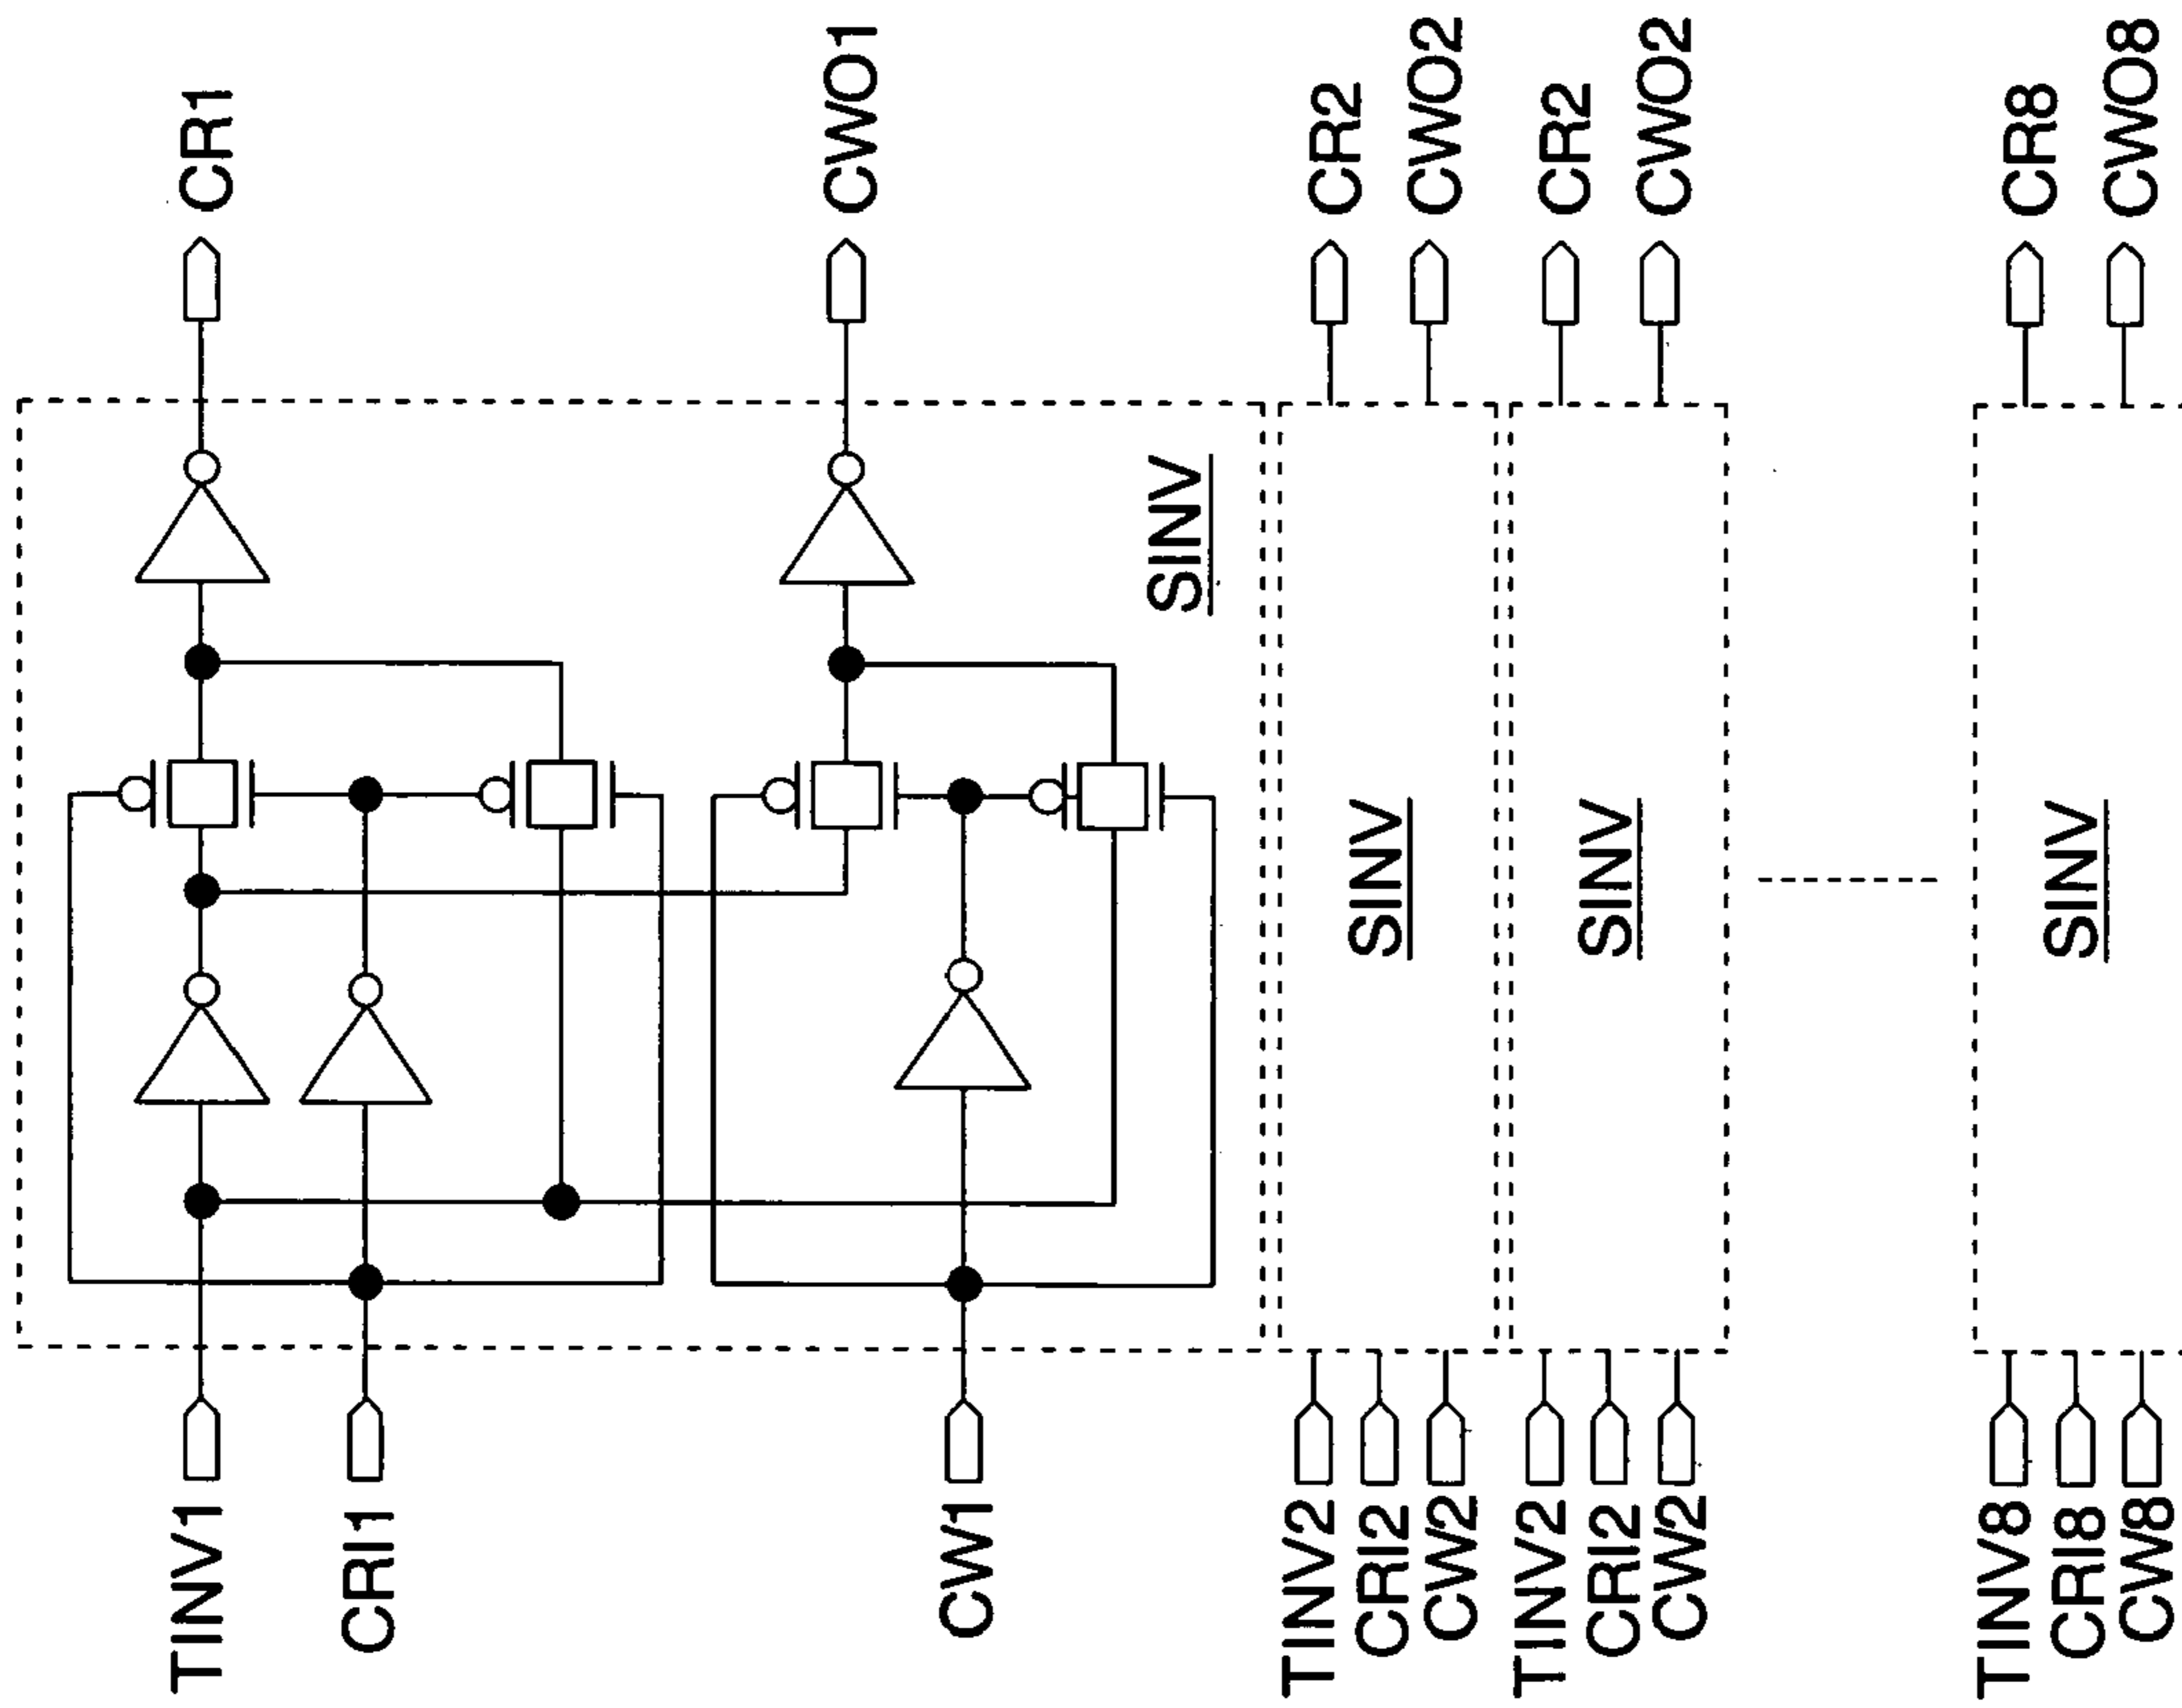 TINV1
CRI1
CW1
CR1
CWO1
SINV
TINV2
CRI2
CW2
SINV
CR2
CWO2
TINV2
CRI2
CW2
SINV
CR2
CWO2
TINV8
CRI8
CW8
SINV
CR8
CWO8